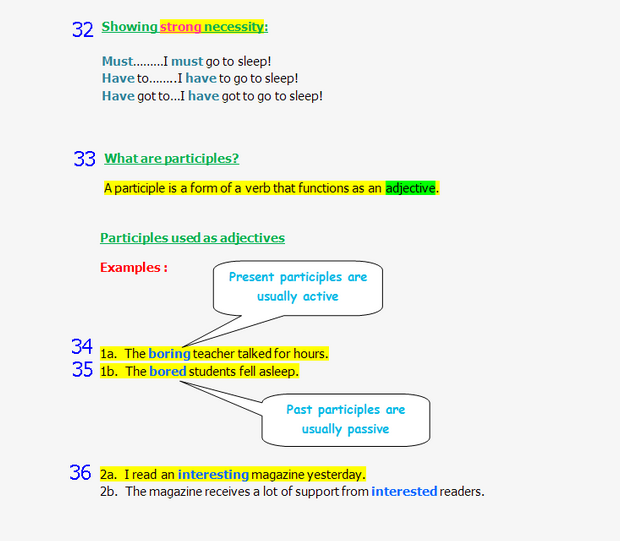 32 Showing strong necessity:
Must.........I must go to sleep!
Have to........I have to go to sleep!
Have got to...I have got to go to sleep!
33 What are participles?
A participle is a form of a verb that functions as an adjective.
Participles used as adjectives
Examples :
Present participles are
usually active
34 1a. The boring teacher talked for hours.
35 1b. The bored students fell asleep.
Past participles are
usually passive
36 2a. I read an interesting magazine yesterday.
2b. The magazine receives a lot of support from interested readers.